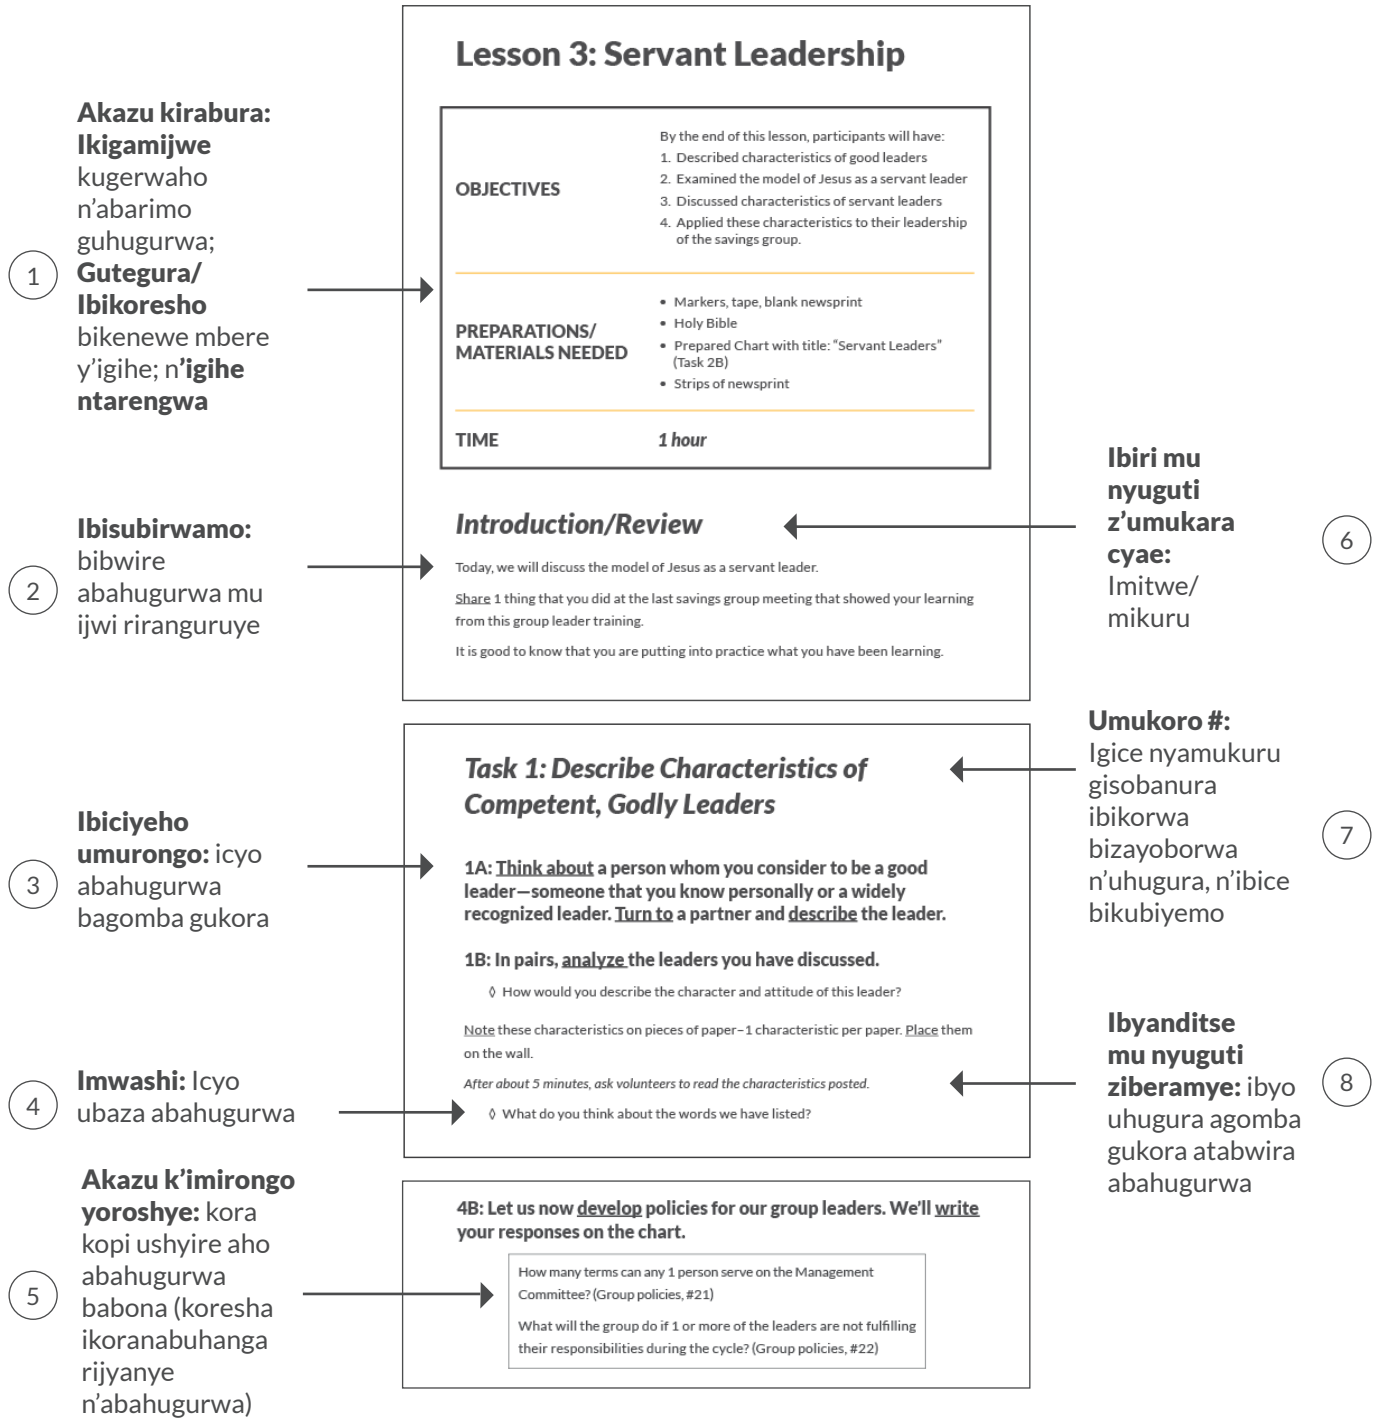 Lesson 3: Servant Leadership
Akazu kirabura:
Ikigamijwe
kugerwaho
n’abarimo
guhugurwa;
Gutegura/
Ibikoresho
bikenewe mbere
y’igihe; n’igihe
ntarengwa
1
OBJECTIVES
By the end of this lesson, participants will have:
1. Described characteristics of good leaders
2. Examined the model of Jesus as a servant leader
3. Discussed characteristics of servant leaders
4. Applied these characteristics to their leadership
of the savings group.
PREPARATIONS/
MATERIALS NEEDED
• Markers, tape, blank newsprint
• Holy Bible
• Prepared Chart with title: “Servant Leaders”
(Task 2B)
• Strips of newsprint
TIME
1 hour
Ibisubirwamo:
bibwire
abahugurwa mu
ijwi riranguruye
2
Introduction/Review
Today, we will discuss the model of Jesus as a servant leader.
Share 1 thing that you did at the last savings group meeting that showed your learning
from this group leader training.
It is good to know that you are putting into practice what you have been learning.
Ibiri mu
nyuguti
z’umukara
cyae:
Imitwe/
mikuru
6
Ibiciyeho
umurongo: icyo
abahugurwa
bagomba gukora
3
Task 1: Describe Characteristics of
Competent, Godly Leaders
1A: Think about a person whom you consider to be a good
leader—someone that you know personally or a widely
recognized leader. Turn to a partner and describe the leader.
1B: In pairs, analyze the leaders you have discussed.
◊ How would you describe the character and attitude of this leader?
Note these characteristics on pieces of paper–1 characteristic per paper. Place them
on the wall.
After about 5 minutes, ask volunteers to read the characteristics posted.
◊ What do you think about the words we have listed?
Umukoro #:
Igice nyamukuru
gisobanura
ibikorwa
bizayoborwa
n’uhugura, n’ibice
bikubiyemo
7
Imwashi: Icyo
ubaza abahugurwa
4
Ibyanditse
mu nyuguti
ziberamye: ibyo
uhugura agomba
gukora atabwira
abahugurwa
8
Akazu k’imirongo
yoroshye: kora
kopi ushyire aho
abahugurwa
babona (koresha
ikoranabuhanga
rijyanye
n’abahugurwa)
5
4B: Let us now develop policies for our group leaders. We’ll write
your responses on the chart.
How many terms can any 1 person serve on the Management
Committee? (Group policies, #21)
What will the group do if 1 or more of the leaders are not fulfilling
their responsibilities during the cycle? (Group policies, #22)